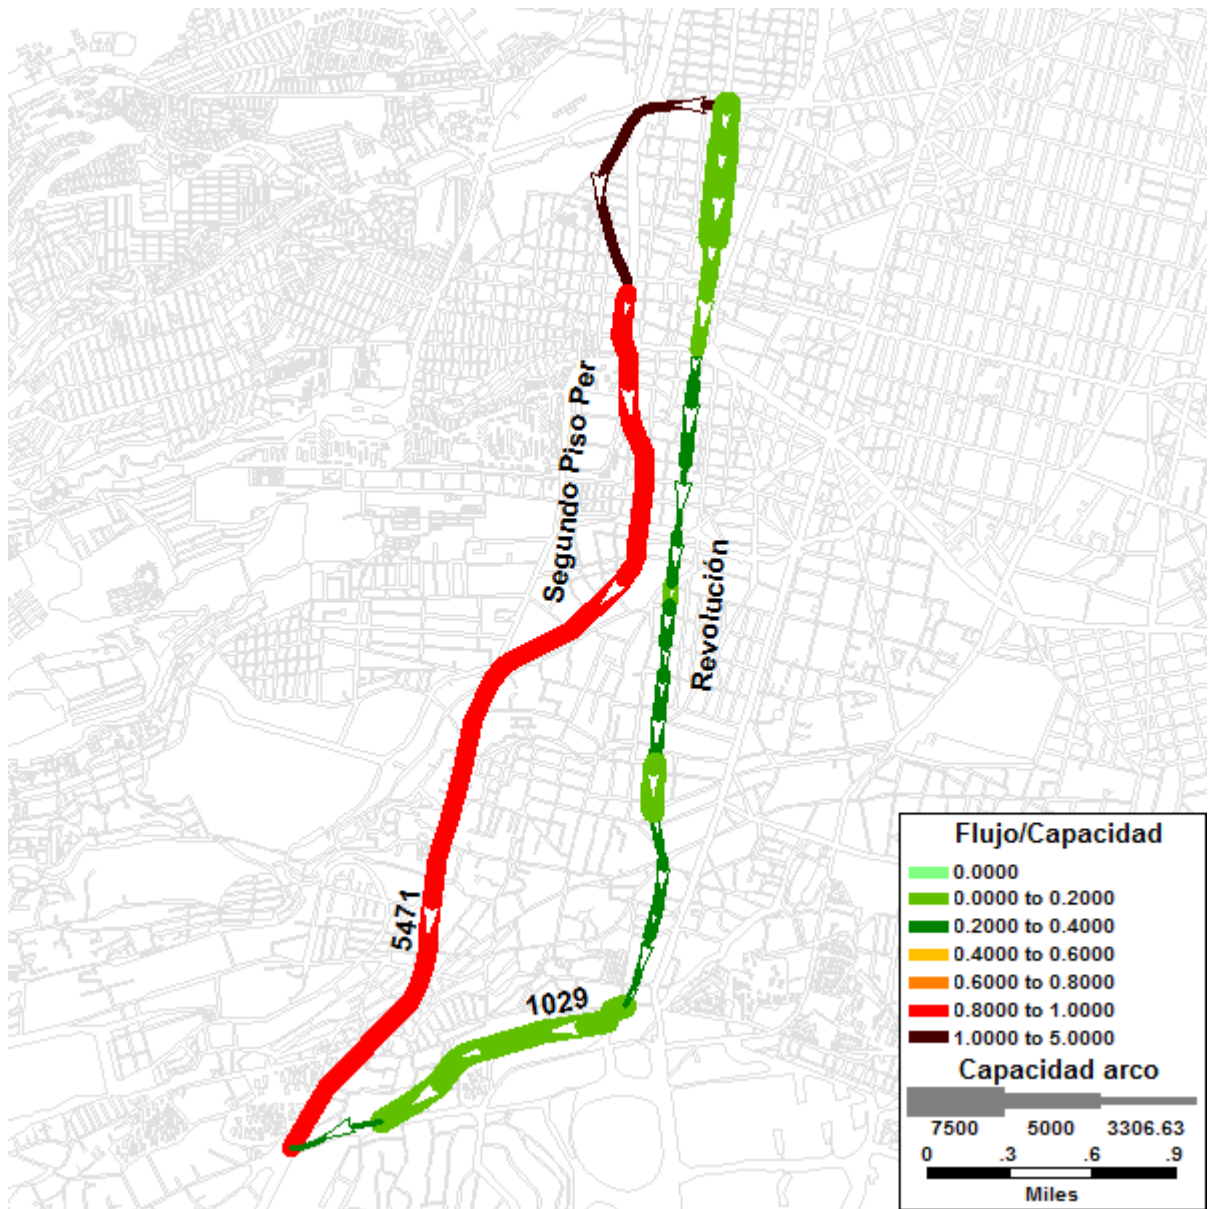 Segundo Piso Per
Revolución
5471
1029
Flujo/Capacidad
0.0000
0.0000 to 0.2000
0.2000 to 0.4000
0.4000 to 0.6000
0.6000 to 0.8000
0.8000 to 1.0000
1.0000 to 5.0000
Capacidad arco
7500 5000 3306.63
0 .3 .6 .9
Miles